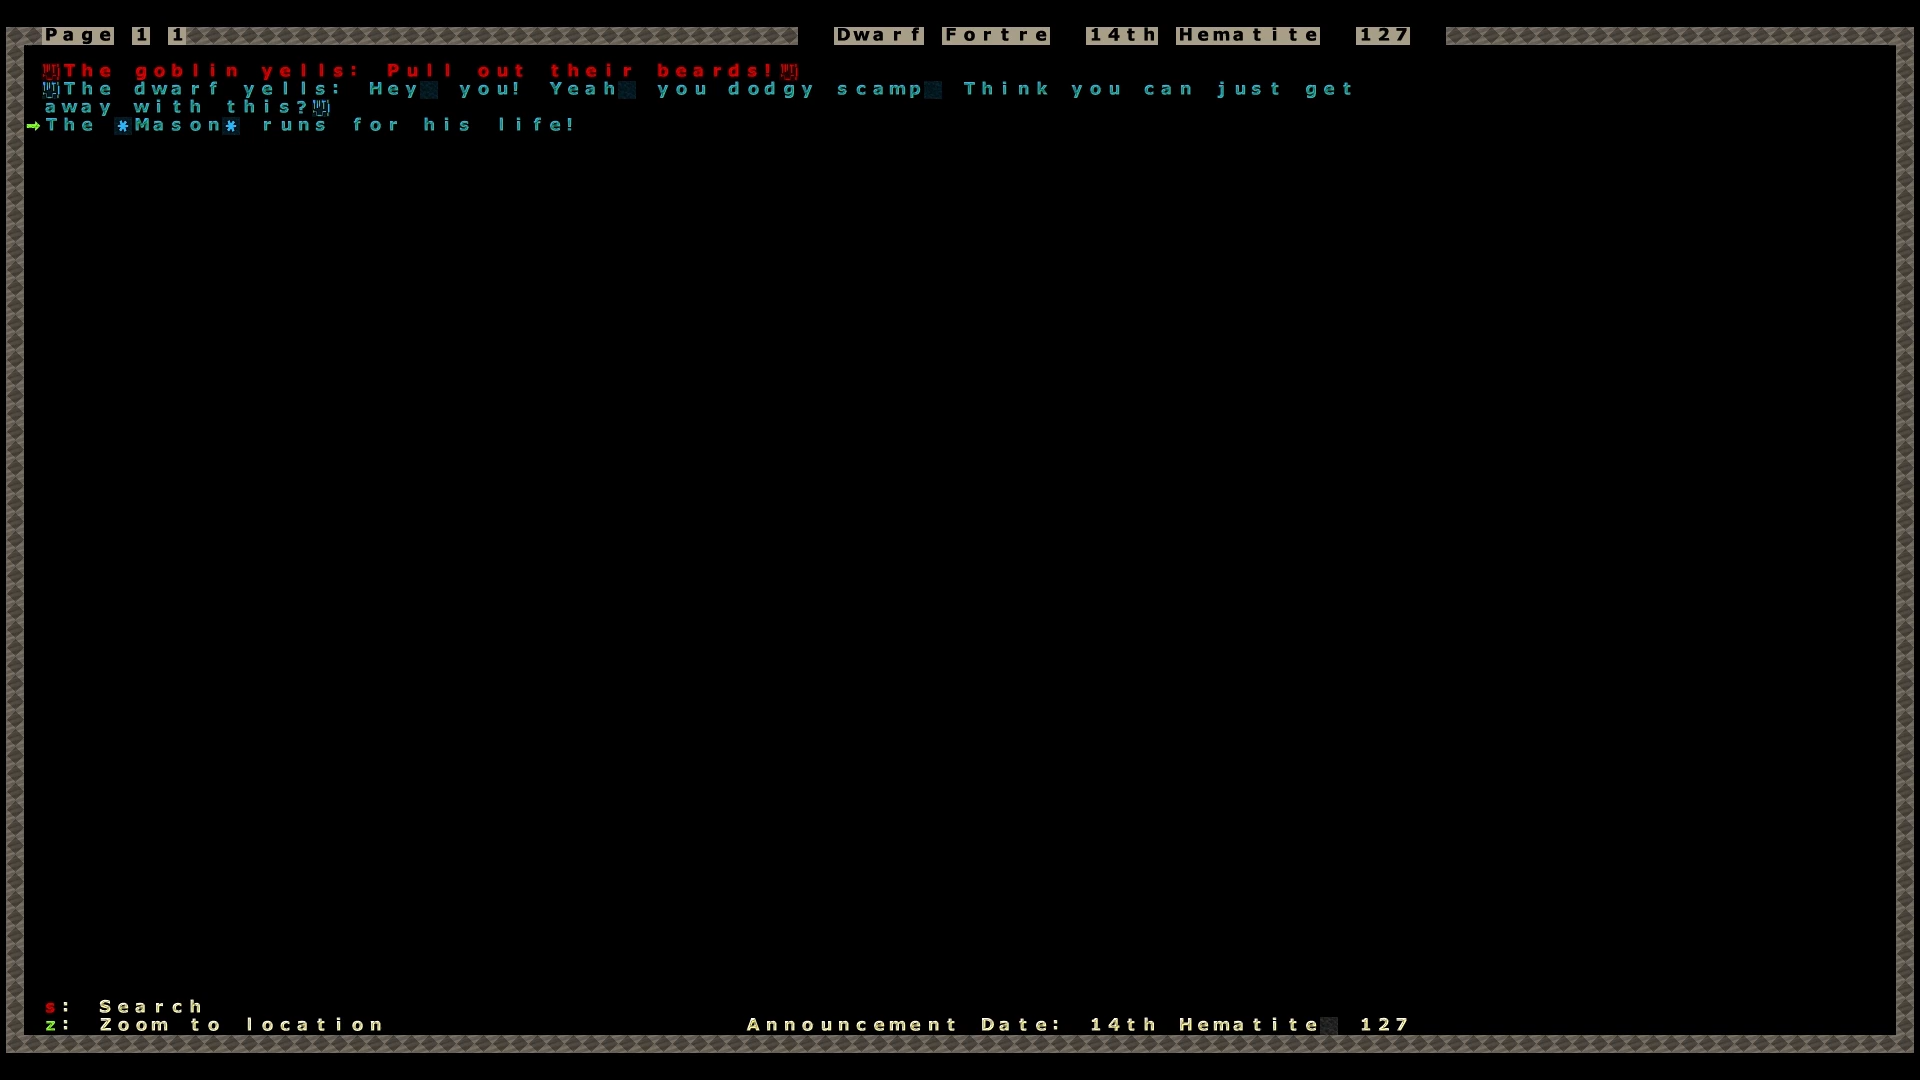 Page 1 1 Dwarf Fortre 14th Hematite 127
The goblin yells: Pull out their beards!
The dwarf yells: Hey you! Yeah you dodgy scamp Think you can just get
away with this?
The *Mason* runs for his life!
s: Search
z: Zoom to location
Announcement Date: 14th Hematite 127